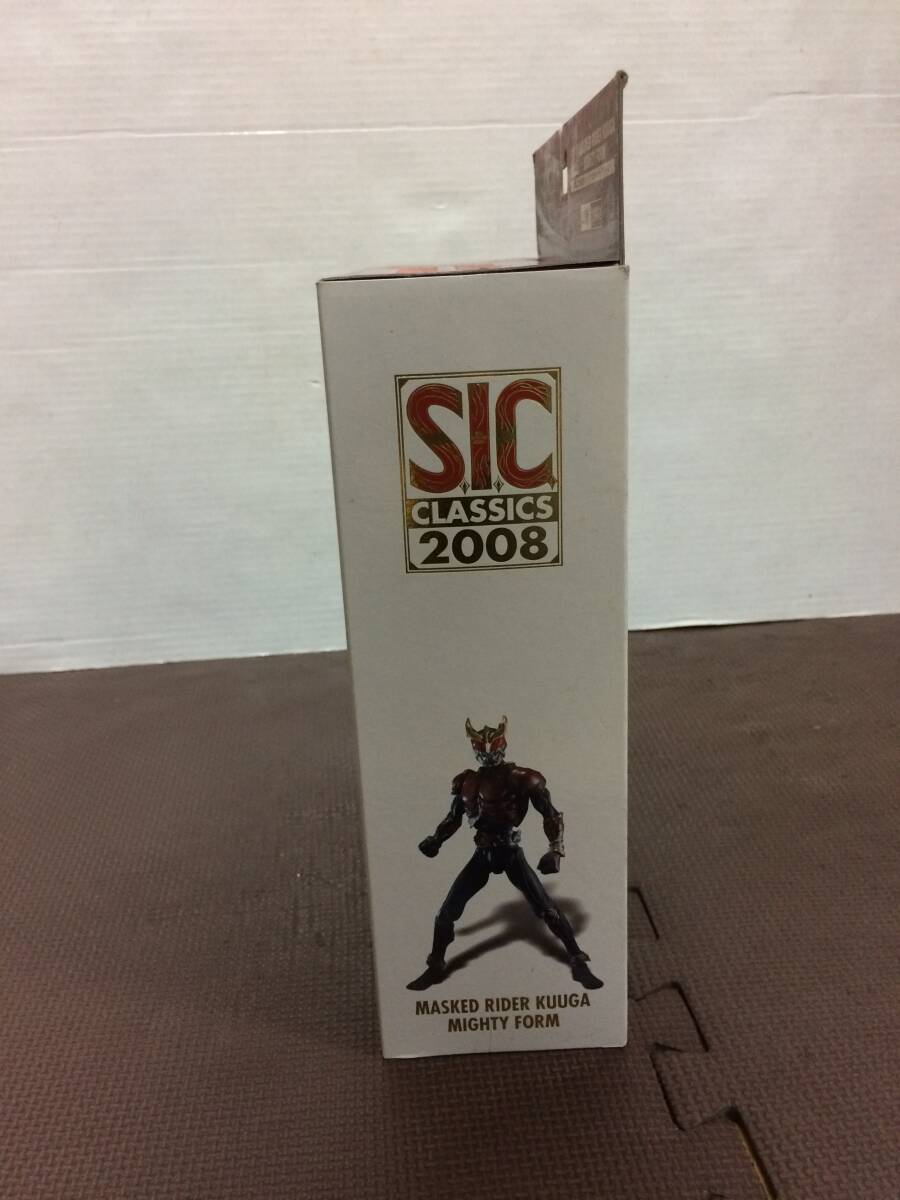 S.I.C.
CLASSICS
2008
MASKED RIDER KUUGA
MIGHTY FORM